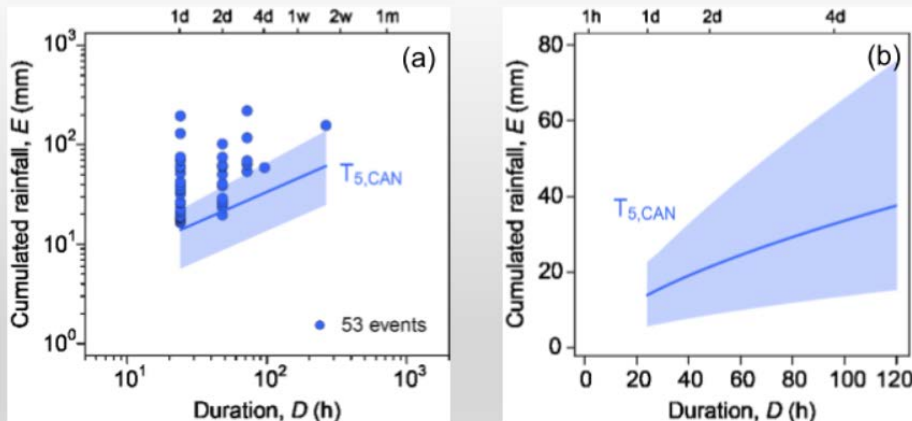 1d 2d 4d 1w 2w 1m
(a)
10³
10²
10¹
10⁰
Cumulated rainfall, E (mm)
T5,CAN
53 events
10¹ 10² 10³
Duration, D (h)
1h 1d 2d 4d
(b)
80
60
40
20
0
Cumulated rainfall, E (mm)
T5,CAN
0 20 40 60 80 100 120
Duration, D (h)